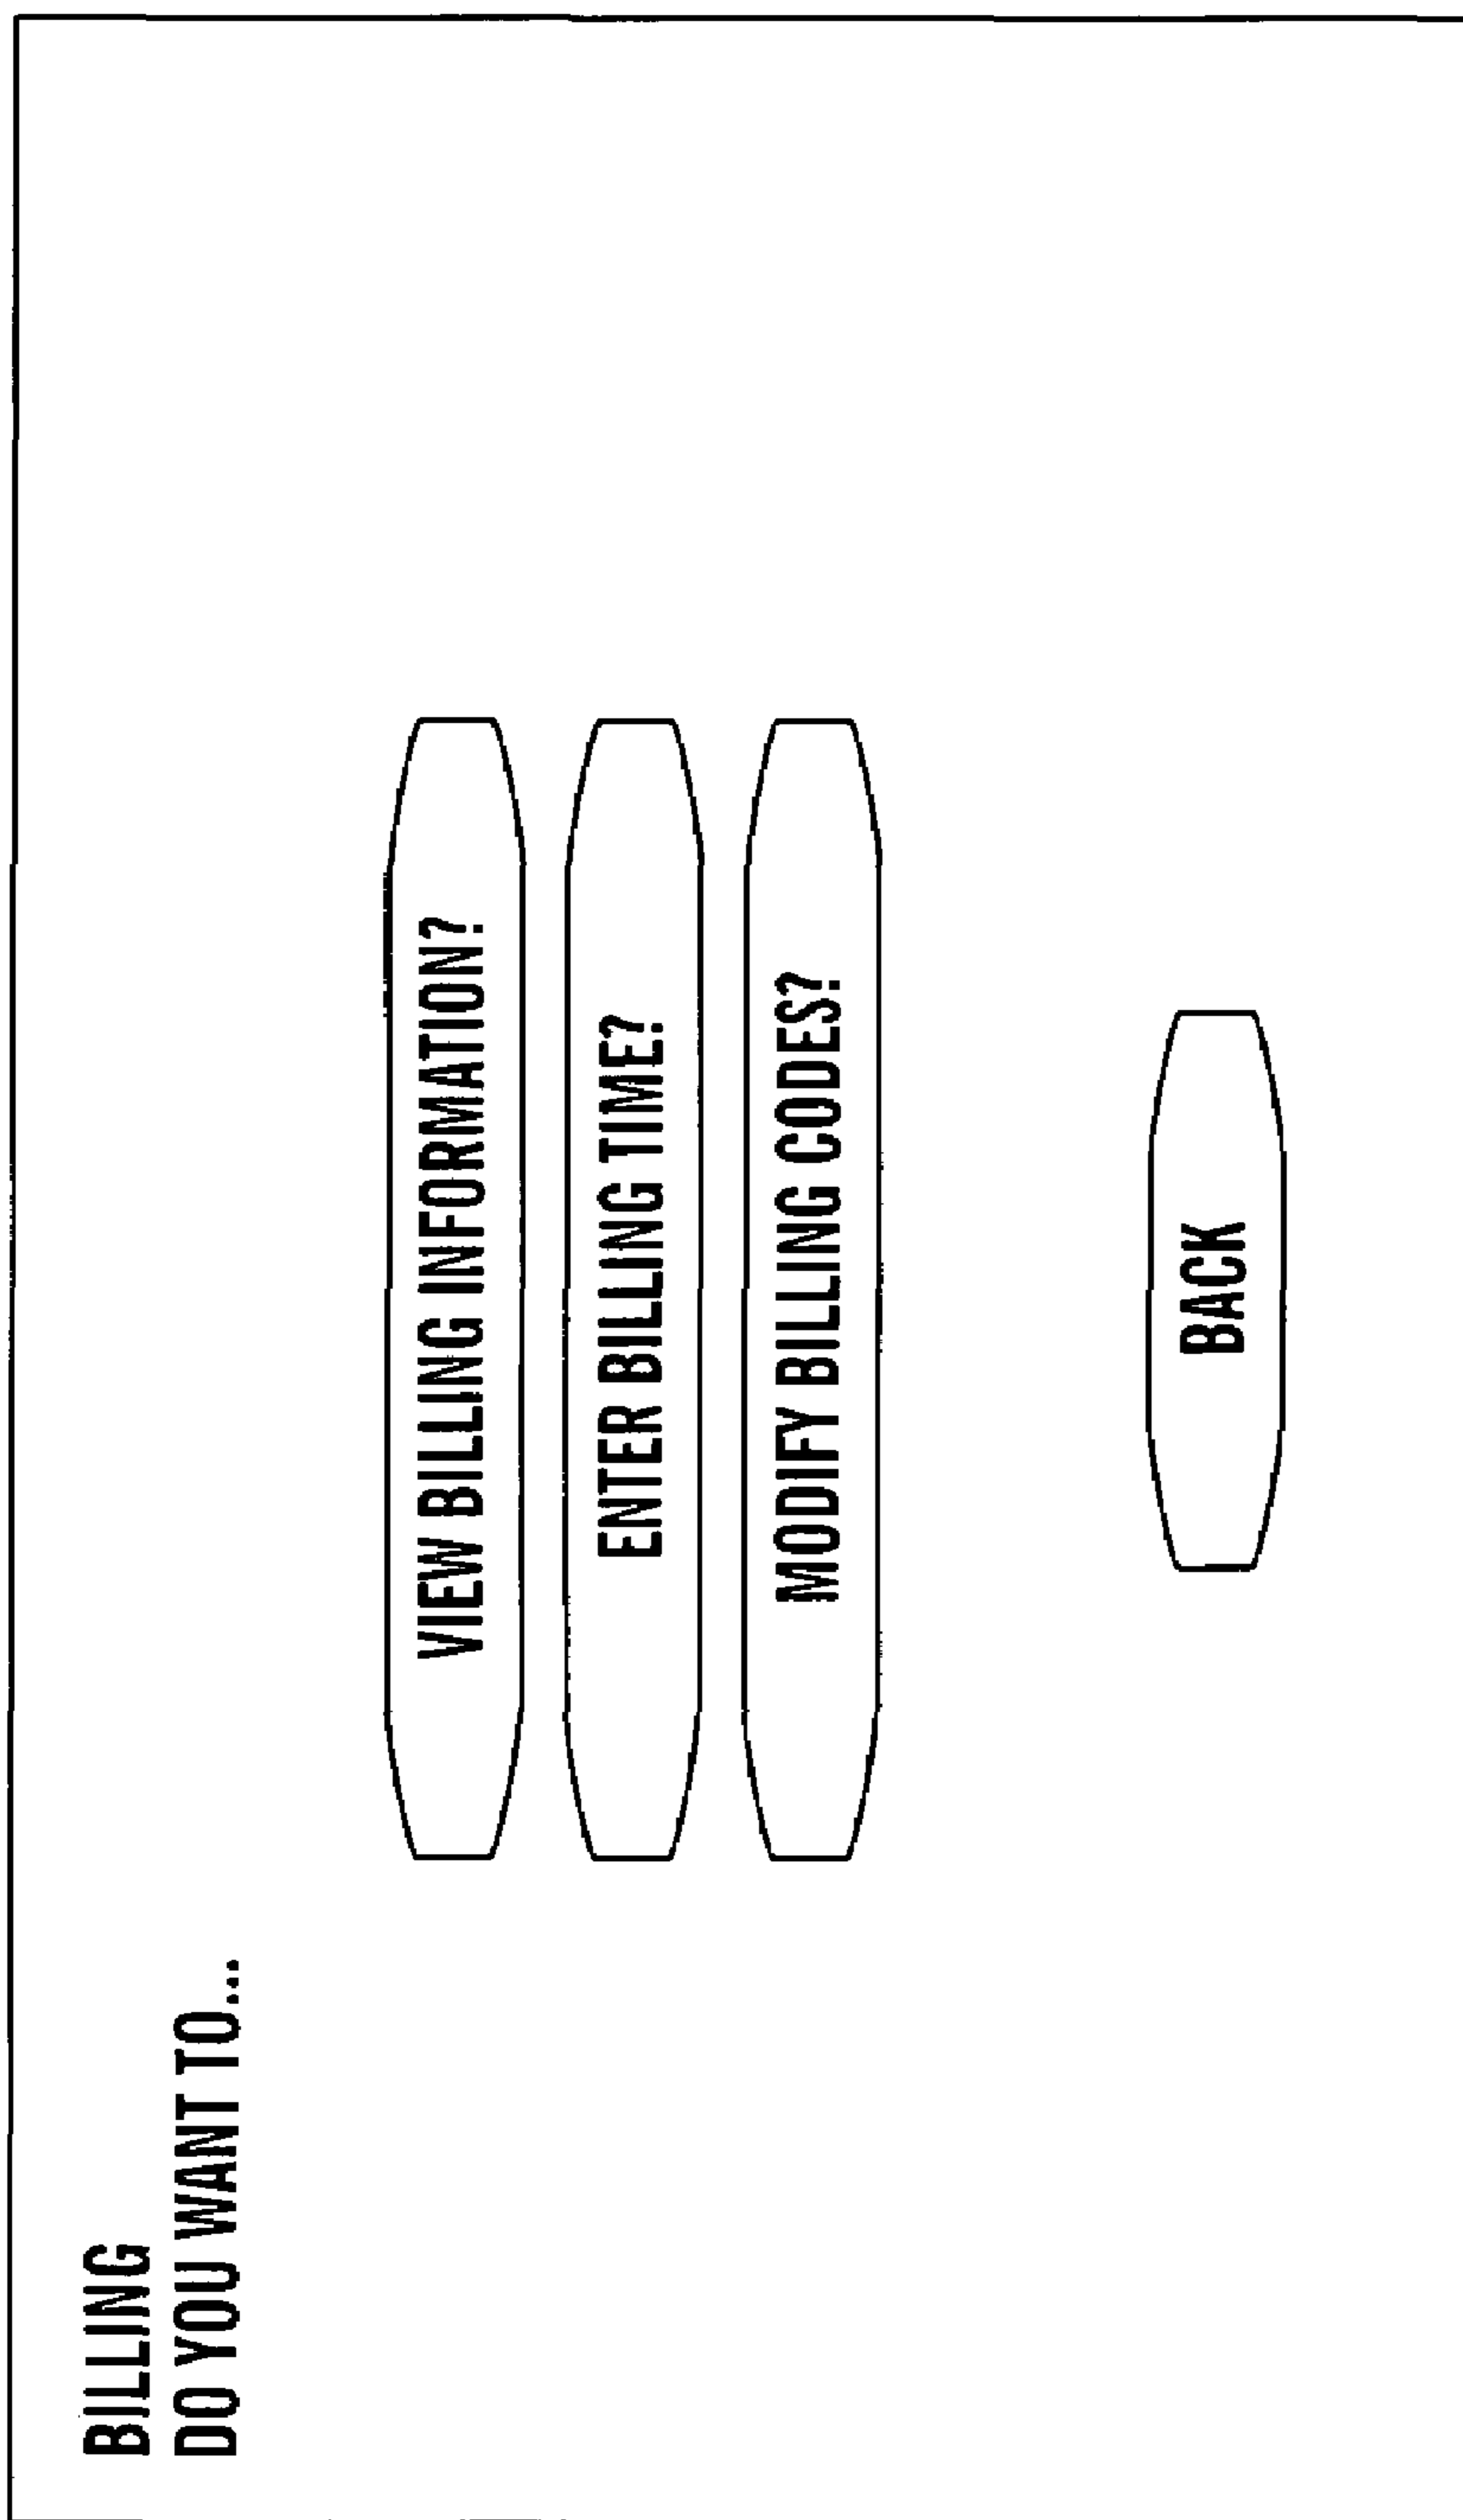 BILLING
DO YOU WANT TO...
VIEW BILLING INFORMATION?
ENTER BILLING TIME?
MODIFY BILLING CODES?
BACK